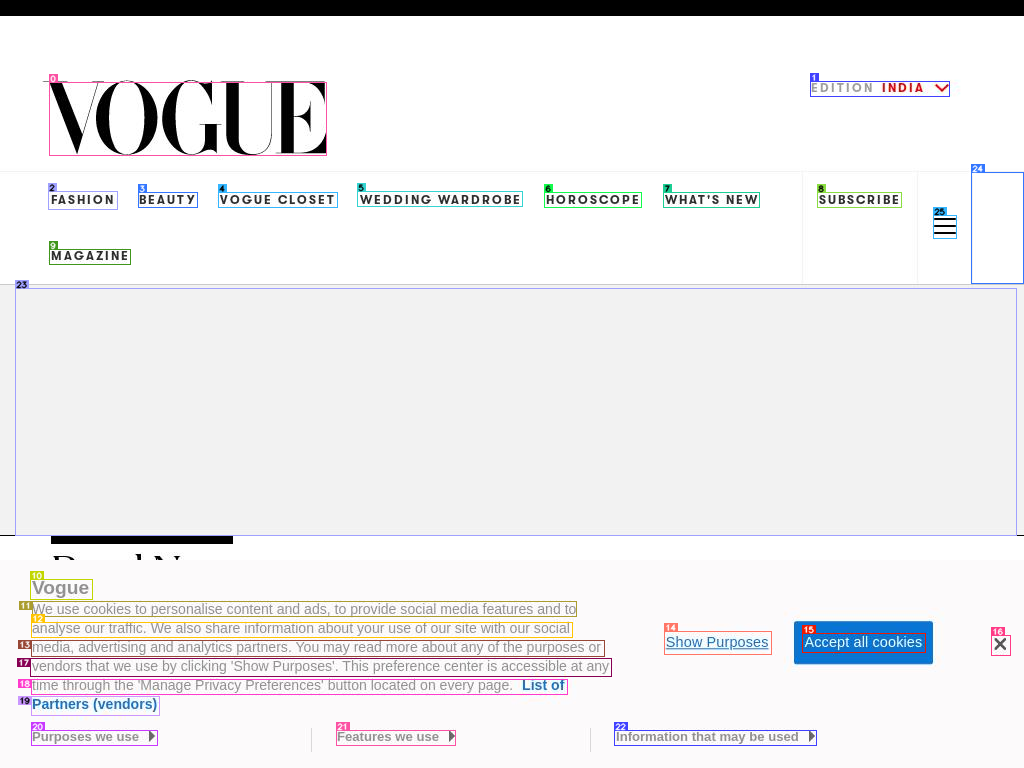 VOGUE
EDITION INDIA
FASHION BEAUTY VOGUE CLOSET WEDDING WARDROBE HOROSCOPE WHAT'S NEW SUBSCRIBE
MAGAZINE
Vogue
We use cookies to personalise content and ads, to provide social media features and to
analyse our traffic. We also share information about your use of our site with our social
media, advertising and analytics partners. You may read more about any of the purposes or
vendors that we use by clicking 'Show Purposes'. This preference center is accessible at any
time through the 'Manage Privacy Preferences' button located on every page. List of
Partners (vendors)
Show Purposes
Accept all cookies
Purposes we use
Features we use
Information that may be used
0
1
2
3
4
5
6
7
8
9
10
11
12
13
14
15
16
17
18
19
20
21
22
23
24
25